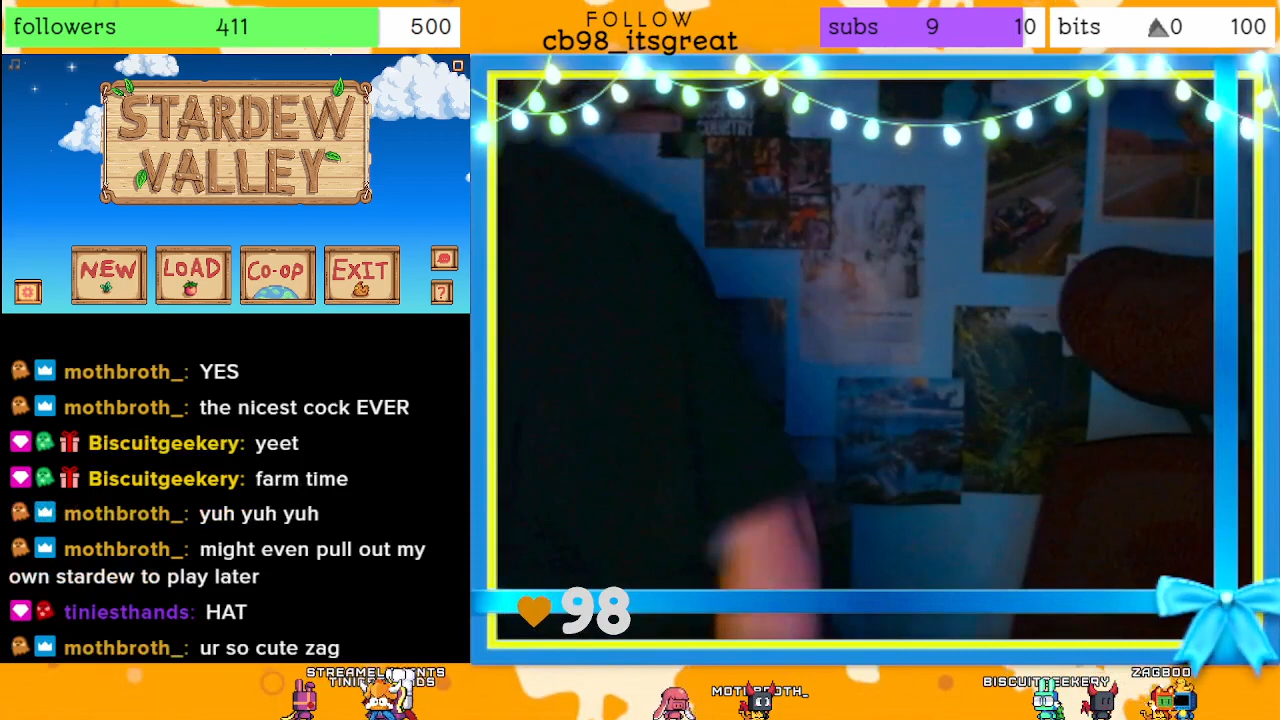 followers 411 500
FOLLOW
cb98_itsgreat
subs 9 10
bits 0 100
STARDEW
VALLEY
NEW LOAD CO-OP EXIT
?
COUNTRY
mothbroth_: YES
mothbroth_: the nicest cock EVER
Biscuitgeekery: yeet
Biscuitgeekery: farm time
mothbroth_: yuh yuh yuh
mothbroth_: might even pull out my
own stardew to play later
tiniesthands: HAT
mothbroth_: ur so cute zag
98
ZAGBOO
BISCUITGEEKERY
MOTHBROTH_